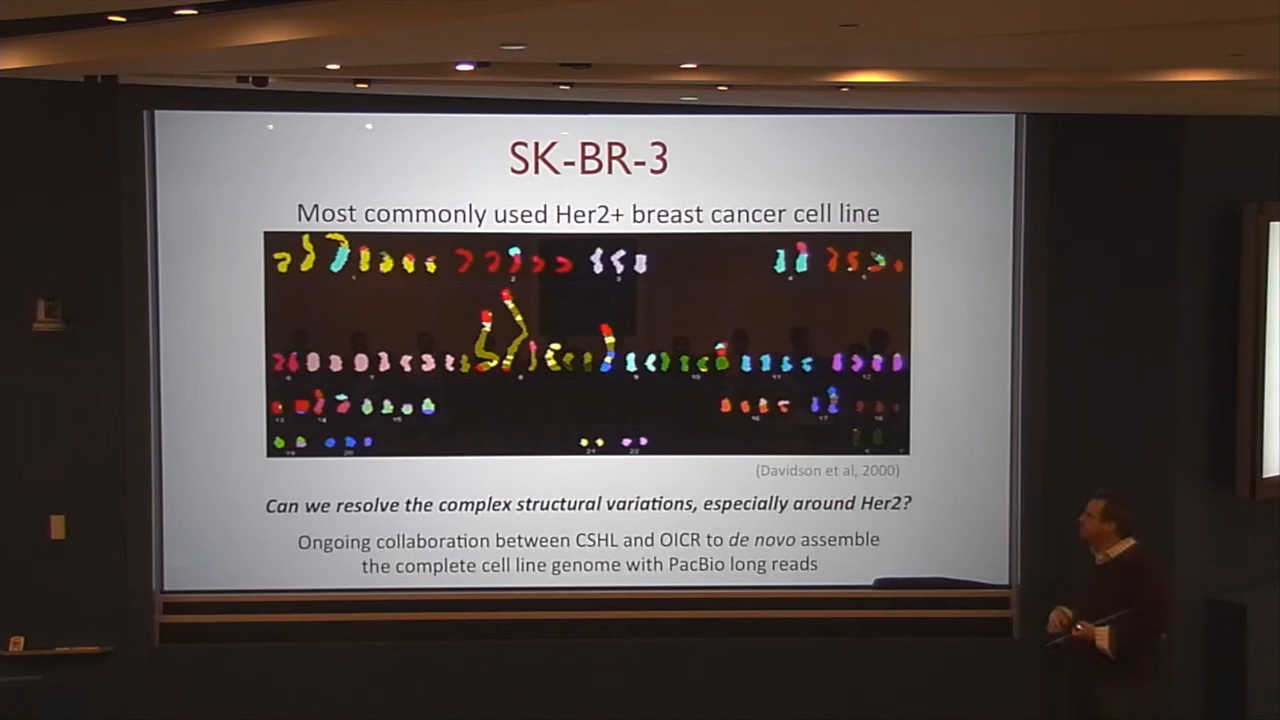 SK-BR-3
Most commonly used Her2+ breast cancer cell line
(Davidson et al, 2000)
Can we resolve the complex structural variations, especially around Her2?
Ongoing collaboration between CSHL and OICR to de novo assemble
the complete cell line genome with PacBio long reads